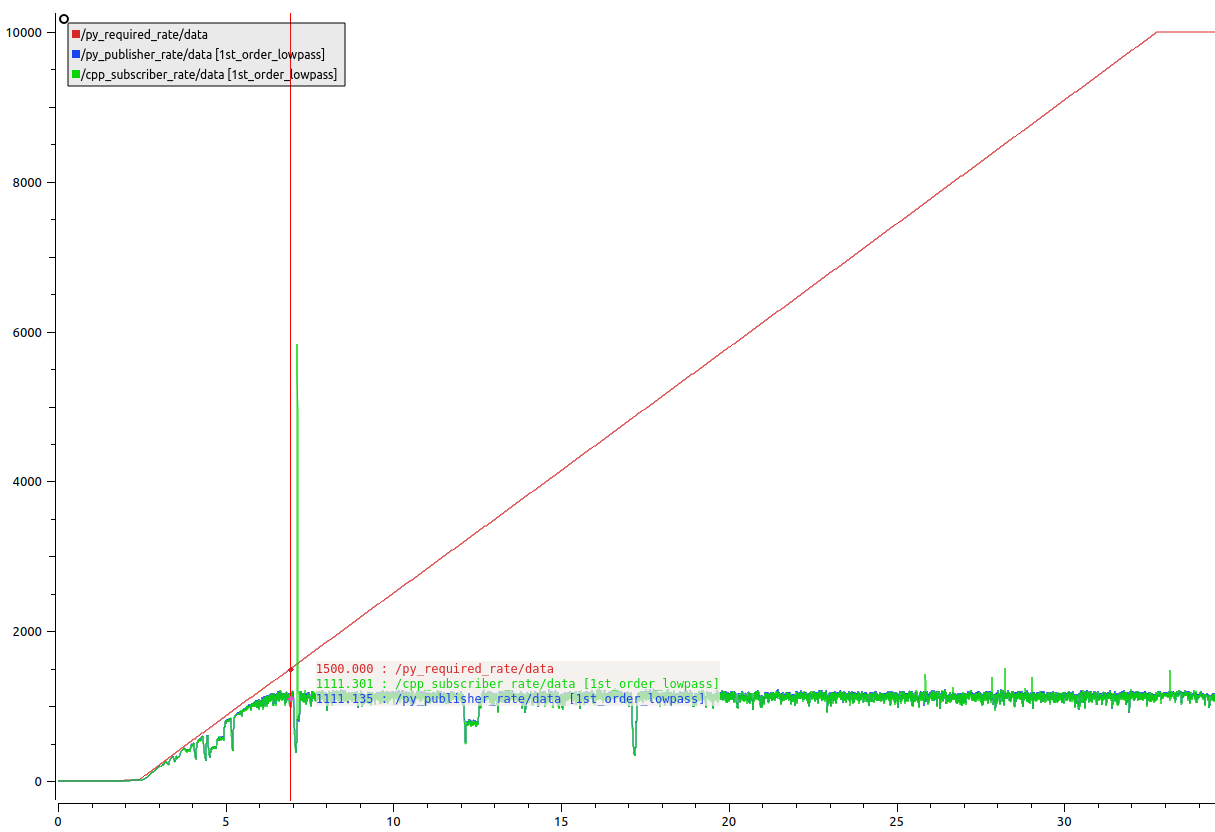 10000
/py_required_rate/data
/py_publisher_rate/data [1st_order_lowpass]
/cpp_subscriber_rate/data [1st_order_lowpass]
8000
6000
4000
2000
1500.000 : /py_required_rate/data
1111.301 : /cpp_subscriber_rate/data [1st_order_lowpass]
1111.135 : /py_publisher_rate/data [1st_order_lowpass]
0
0 5 10 15 20 25 30